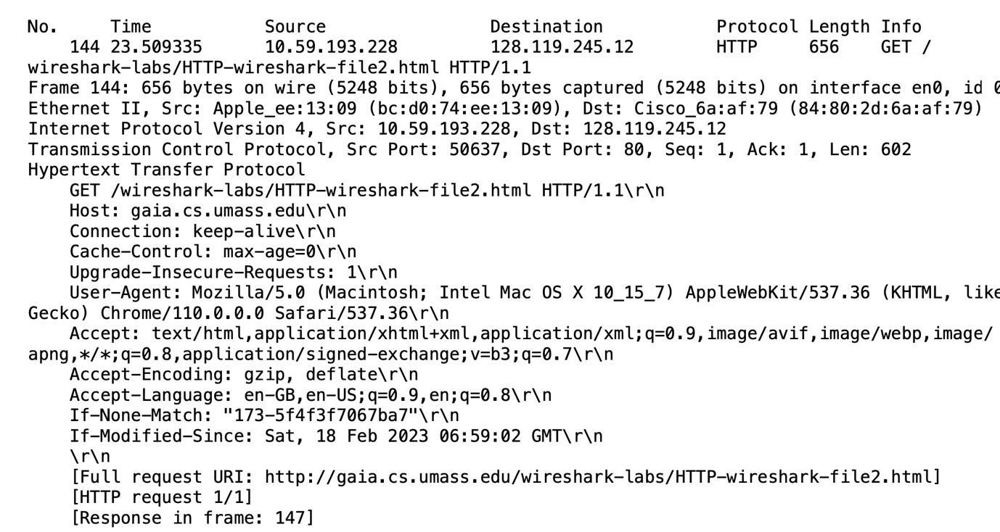 No. Time Source Destination Protocol Length Info
144 23.509335 10.59.193.228 128.119.245.12 HTTP 656 GET /
wireshark-labs/HTTP-wireshark-file2.html HTTP/1.1
Frame 144: 656 bytes on wire (5248 bits), 656 bytes captured (5248 bits) on interface en0, id 0
Ethernet II, Src: Apple_ee:13:09 (bc:d0:74:ee:13:09), Dst: Cisco_6a:af:79 (84:80:2d:6a:af:79)
Internet Protocol Version 4, Src: 10.59.193.228, Dst: 128.119.245.12
Transmission Control Protocol, Src Port: 50637, Dst Port: 80, Seq: 1, Ack: 1, Len: 602
Hypertext Transfer Protocol
GET /wireshark-labs/HTTP-wireshark-file2.html HTTP/1.1\r\n
Host: gaia.cs.umass.edu\r\n
Connection: keep-alive\r\n
Cache-Control: max-age=0\r\n
Upgrade-Insecure-Requests: 1\r\n
User-Agent: Mozilla/5.0 (Macintosh; Intel Mac OS X 10_15_7) AppleWebKit/537.36 (KHTML, like
Gecko) Chrome/110.0.0.0 Safari/537.36\r\n
Accept: text/html,application/xhtml+xml,application/xml;q=0.9,image/avif,image/webp,image/
apng,*/*;q=0.8,application/signed-exchange;v=b3;q=0.7\r\n
Accept-Encoding: gzip, deflate\r\n
Accept-Language: en-GB,en-US;q=0.9,en;q=0.8\r\n
If-None-Match: "173-5f4f3f7067ba7"\r\n
If-Modified-Since: Sat, 18 Feb 2023 06:59:02 GMT\r\n
\r\n
[Full request URI: http://gaia.cs.umass.edu/wireshark-labs/HTTP-wireshark-file2.html]
[HTTP request 1/1]
[Response in frame: 147]